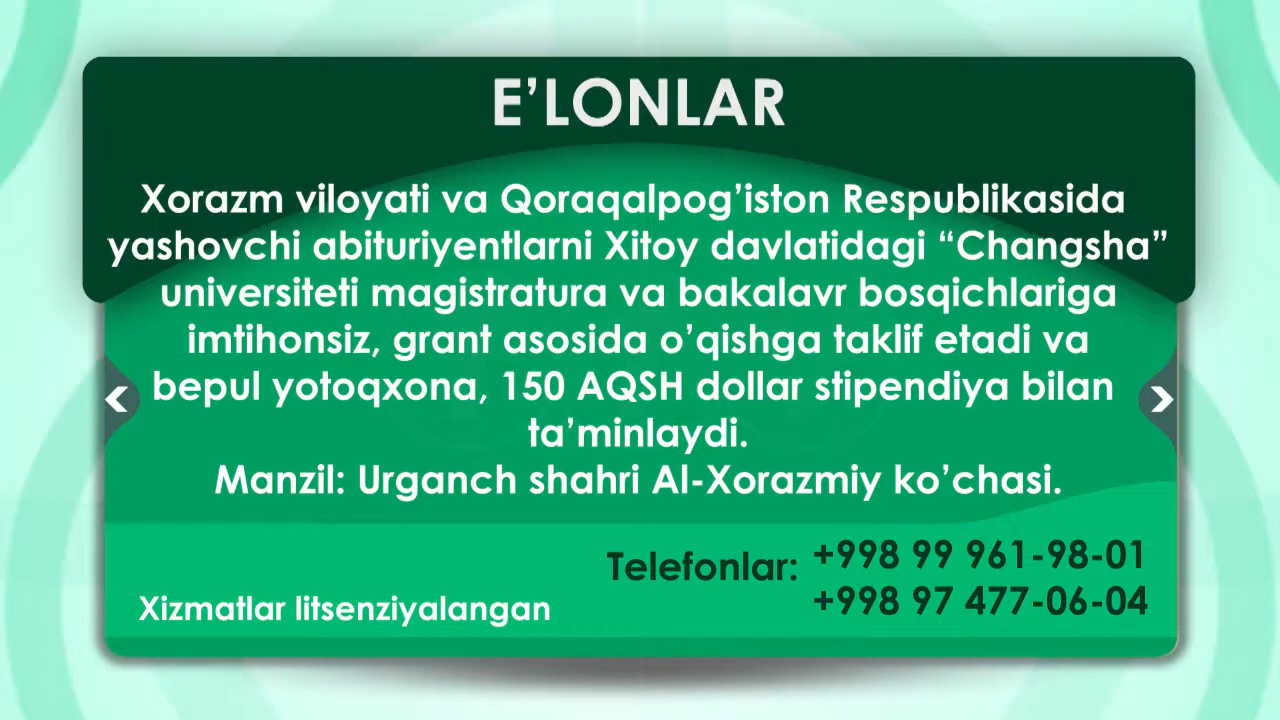 E’LONLAR
Xorazm viloyati va Qoraqalpog’iston Respublikasida
yashovchi abituriyentlarni Xitoy davlatidagi “Changsha”
universiteti magistratura va bakalavr bosqichlariga
imtihonsiz, grant asosida o’qishga taklif etadi va
bepul yotoqxona, 150 AQSH dollar stipendiya bilan
ta’minlaydi.
Manzil: Urganch shahri Al-Xorazmiy ko’chasi.
Telefonlar: +998 99 961-98-01
+998 97 477-06-04
Xizmatlar litsenziyalangan